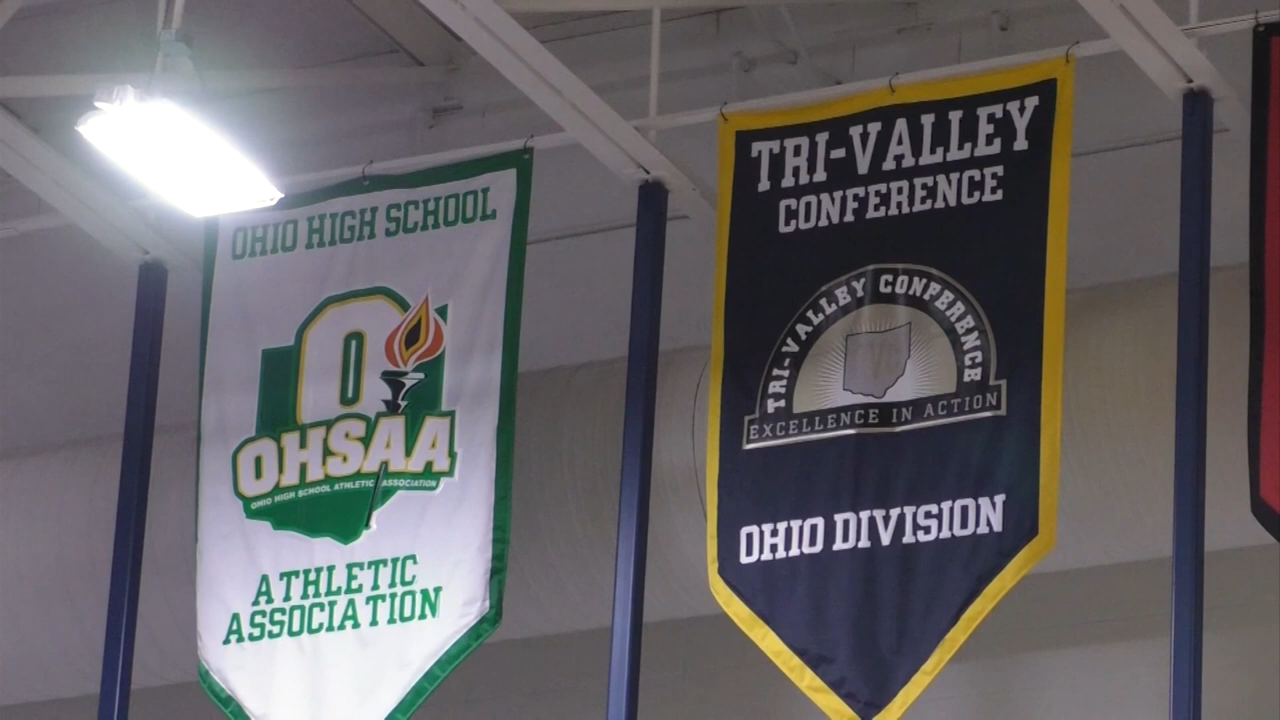 OHIO HIGH SCHOOL
O
OHSAA
OHIO HIGH SCHOOL ATHLETIC ASSOCIATION
ATHLETIC
ASSOCIATION
TRI-VALLEY
CONFERENCE
TRI-VALLEY CONFERENCE
EXCELLENCE IN ACTION
OHIO DIVISION